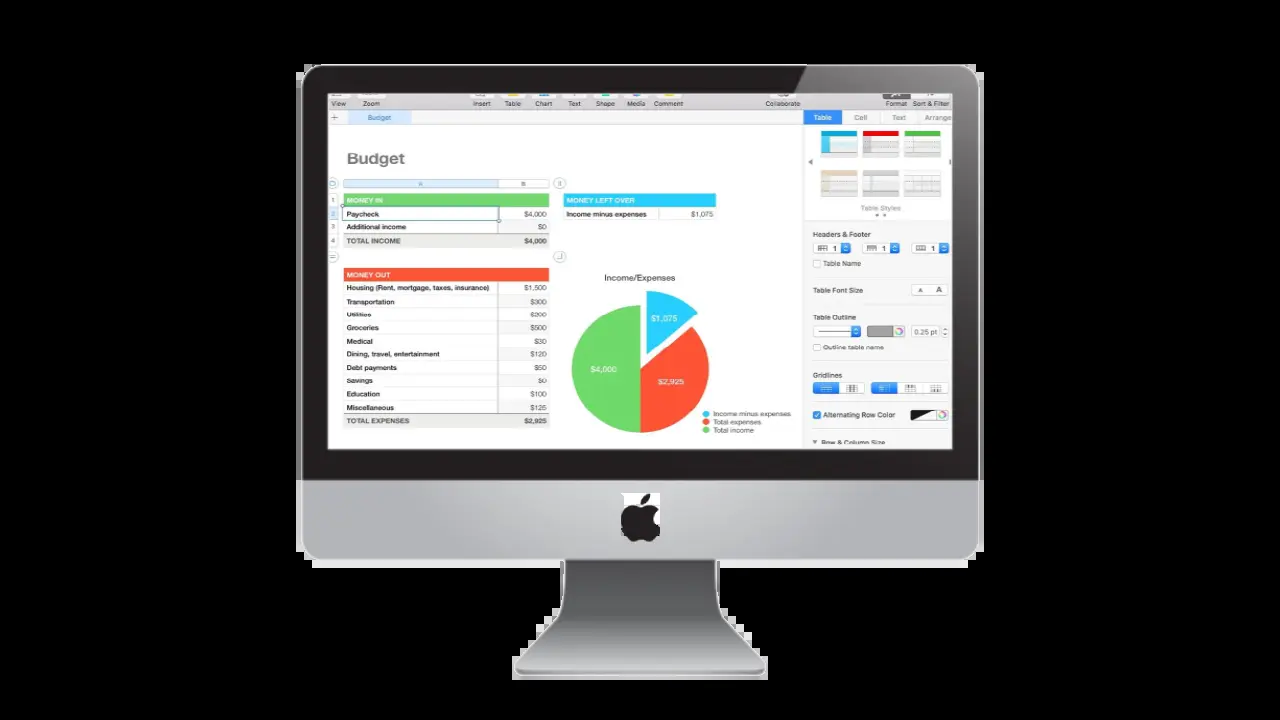 View Zoom Insert Table Chart Text Shape Media Comment Collaborate Format Sort & Filter
+ Budget Table Cell Text Arrange
Budget
A B
1 MONEY IN
2 Paycheck $4,000
3 Additional income $0
4 TOTAL INCOME $4,000
MONEY LEFT OVER
Income minus expenses $1,075
MONEY OUT
Housing (Rent, mortgage, taxes, insurance) $1,500
Transportation $300
Utilities $200
Groceries $500
Medical $30
Dining, travel, entertainment $120
Debt payments $50
Savings $0
Education $100
Miscellaneous $125
TOTAL EXPENSES $2,925
Income/Expenses
$1,075
$4,000
$2,925
Income minus expenses
Total expenses
Total income
Table Styles
Headers & Footer
1 1 1
Table Name
Table Font Size A A
Table Outline
0.25 pt
Outline table name
Gridlines
Alternating Row Color
Row & Column Size